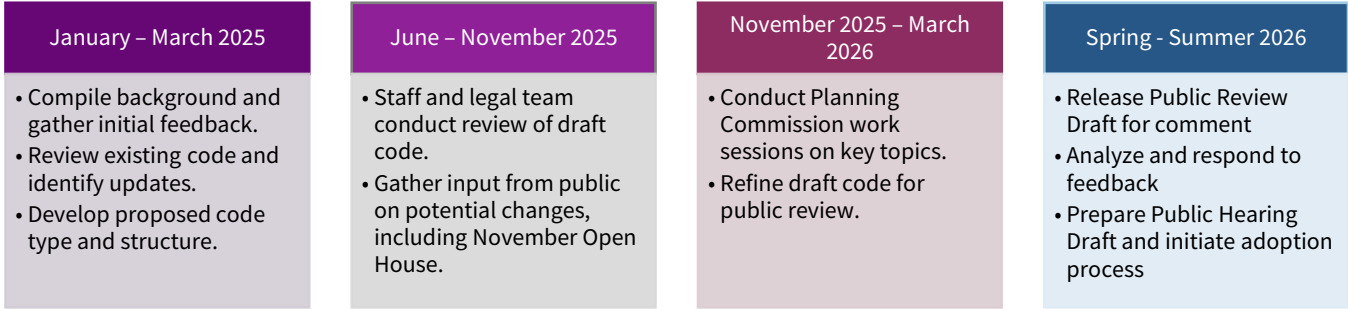 January – March 2025
• Compile background and
gather initial feedback.
• Review existing code and
identify updates.
• Develop proposed code
type and structure.
June – November 2025
• Staff and legal team
conduct review of draft
code.
• Gather input from public
on potential changes,
including November Open
House.
November 2025 – March
2026
• Conduct Planning
Commission work
sessions on key topics.
• Refine draft code for
public review.
Spring - Summer 2026
• Release Public Review
Draft for comment
• Analyze and respond to
feedback
• Prepare Public Hearing
Draft and initiate adoption
process